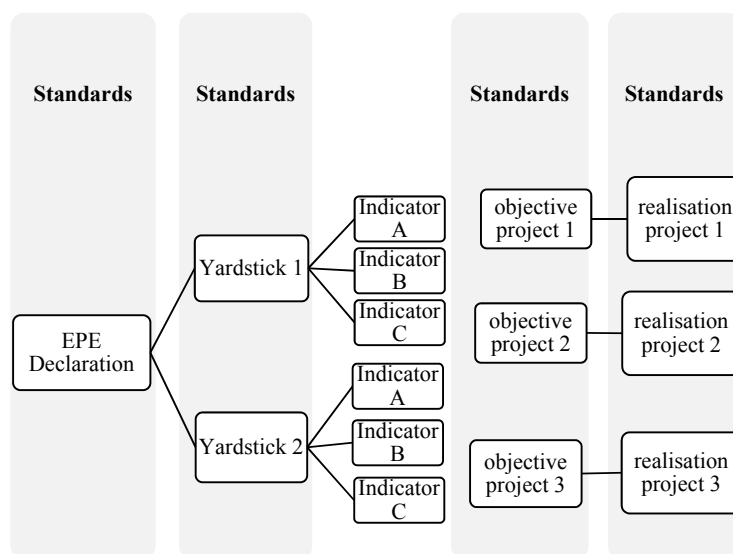 Standards
Standards
Standards
Standards
EPE
Declaration
Yardstick 1
Yardstick 2
Indicator
A
Indicator
B
Indicator
C
Indicator
A
Indicator
B
Indicator
C
objective
project 1
realisation
project 1
objective
project 2
realisation
project 2
objective
project 3
realisation
project 3